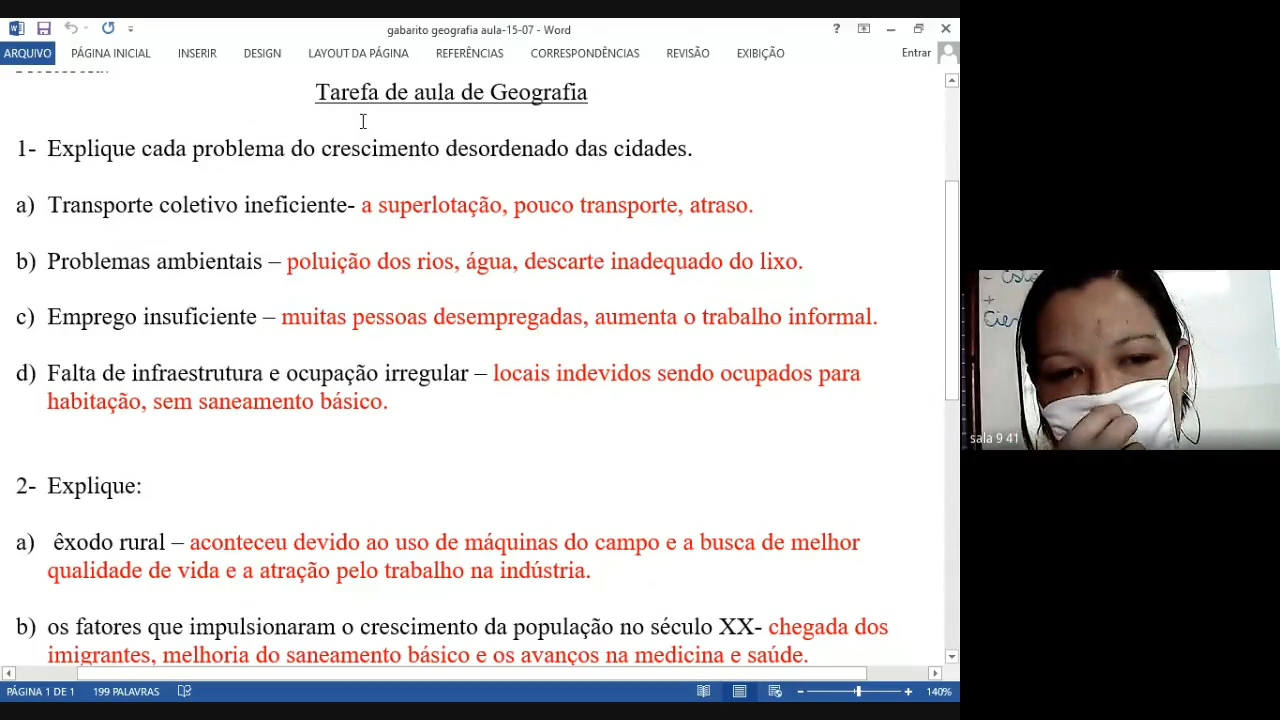 gabarito geografia aula-15-07 - Word
ARQUIVO PÁGINA INICIAL INSERIR DESIGN LAYOUT DA PÁGINA REFERÊNCIAS CORRESPONDÊNCIAS REVISÃO EXIBIÇÃO Entrar
Tarefa de aula de Geografia
1- Explique cada problema do crescimento desordenado das cidades.
a) Transporte coletivo ineficiente- a superlotação, pouco transporte, atraso.
b) Problemas ambientais – poluição dos rios, água, descarte inadequado do lixo.
c) Emprego insuficiente – muitas pessoas desempregadas, aumenta o trabalho informal.
d) Falta de infraestrutura e ocupação irregular – locais indevidos sendo ocupados para
habitação, sem saneamento básico.
2- Explique:
a) êxodo rural – aconteceu devido ao uso de máquinas do campo e a busca de melhor
qualidade de vida e a atração pelo trabalho na indústria.
b) os fatores que impulsionaram o crescimento da população no século XX- chegada dos
imigrantes, melhoria do saneamento básico e os avanços na medicina e saúde.
PÁGINA 1 DE 1 199 PALAVRAS 140%
sala 9 41